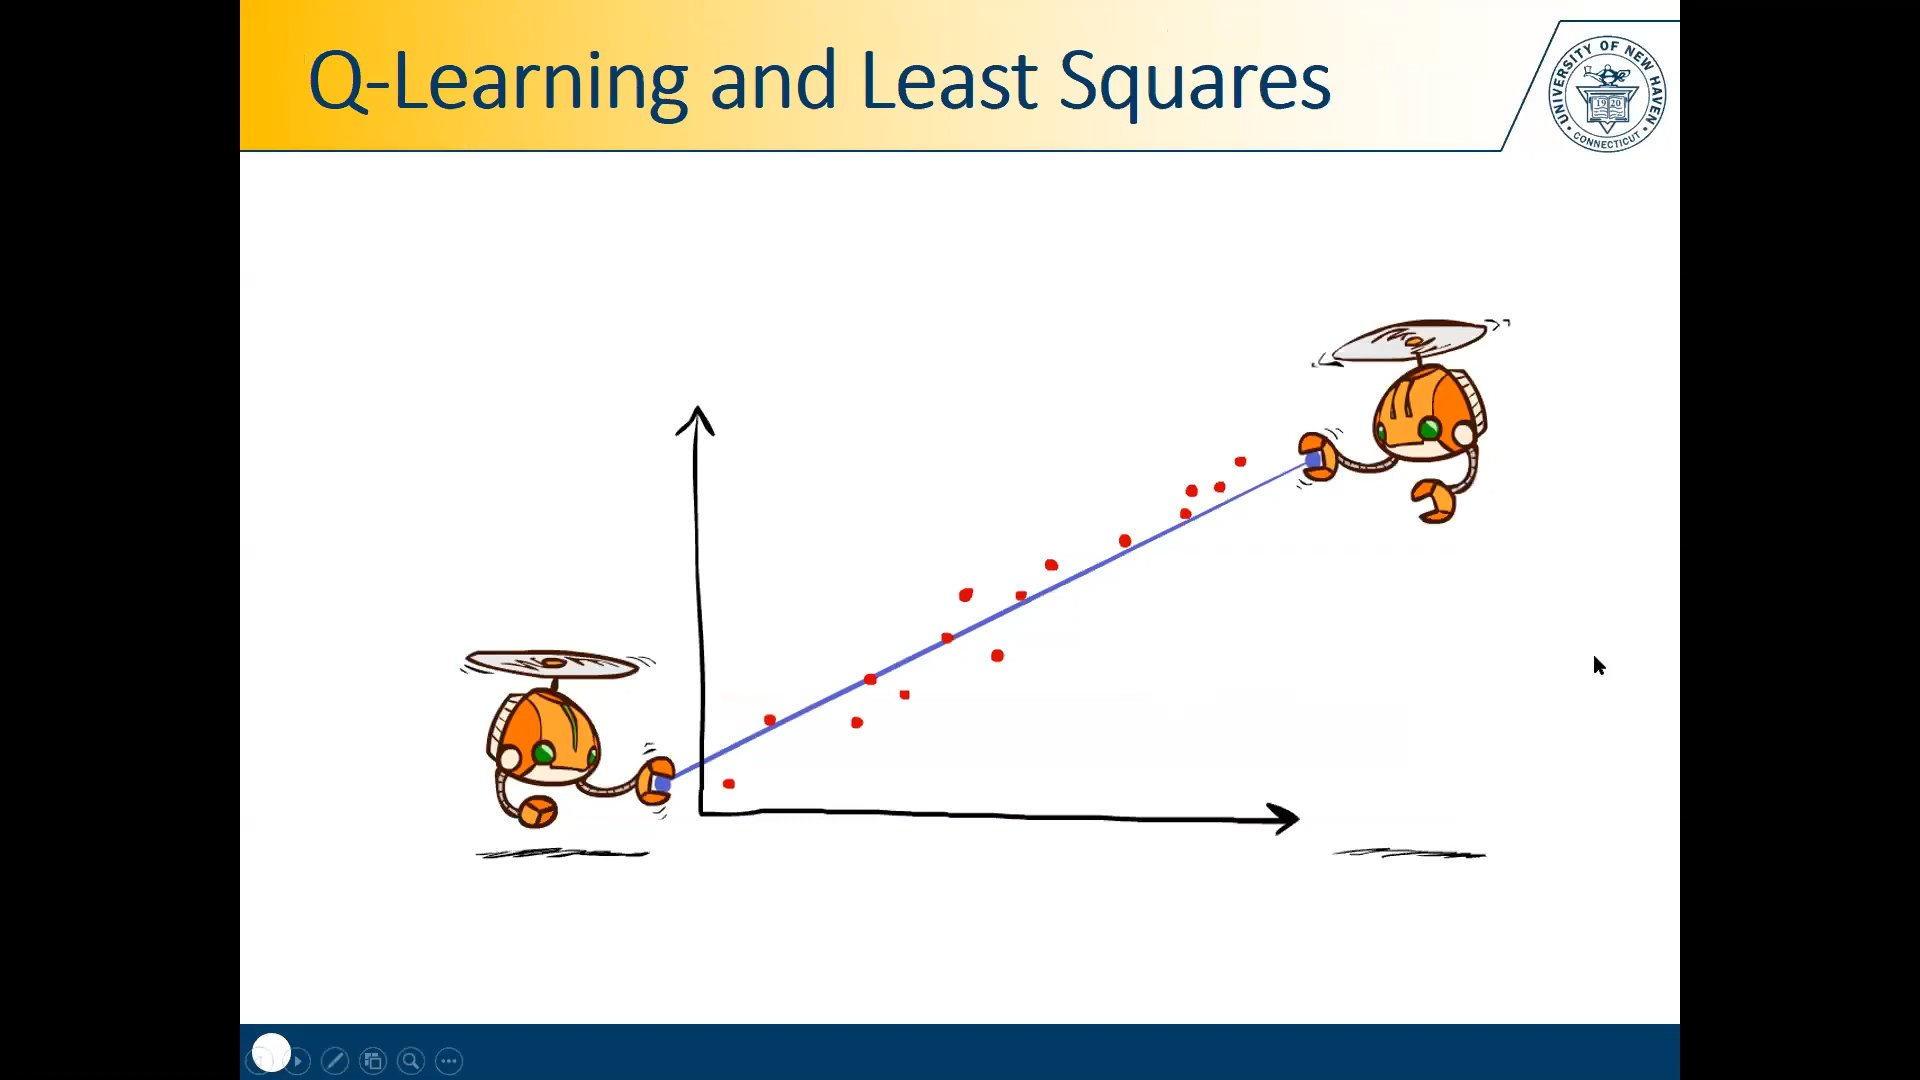 Q-Learning and Least Squares
UNIVERSITY OF NEW HAVEN
1920
CONNECTICUT